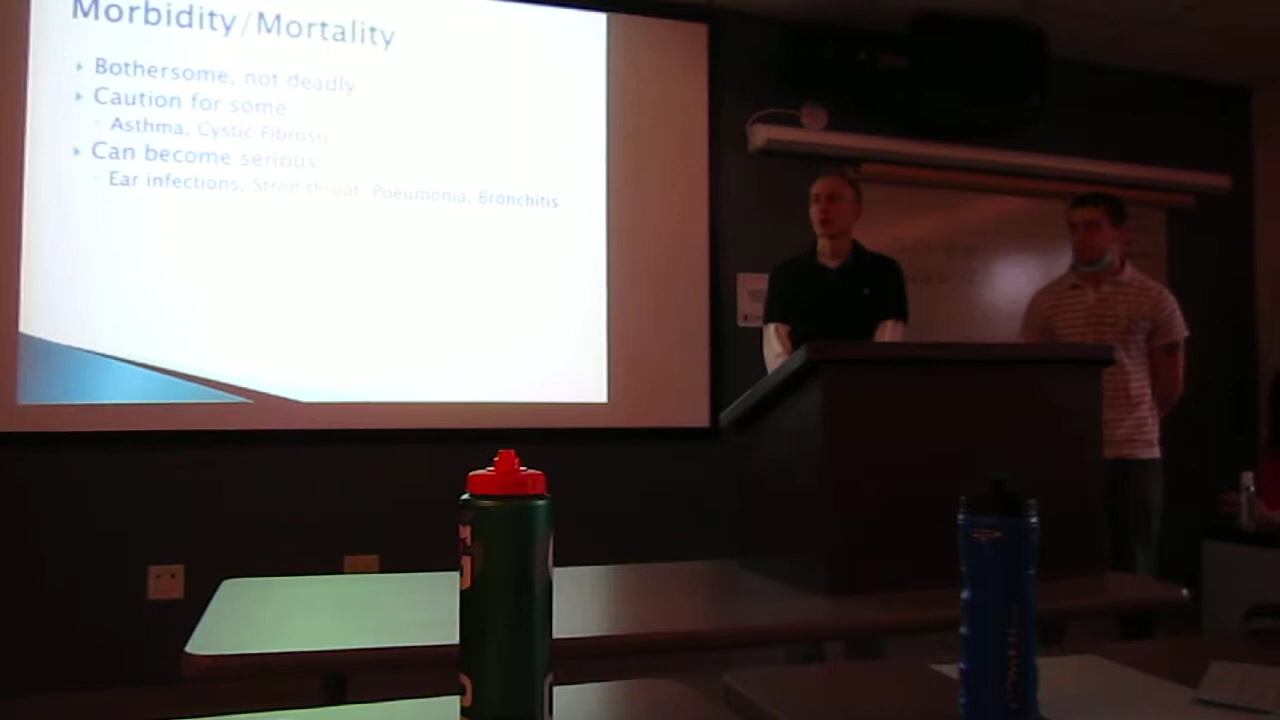 Morbidity/Mortality
Bothersome, not deadly
Caution for some
Asthma, Cystic Fibrosis
Can become serious
Ear infections, Strep throat, Pneumonia, Bronchitis